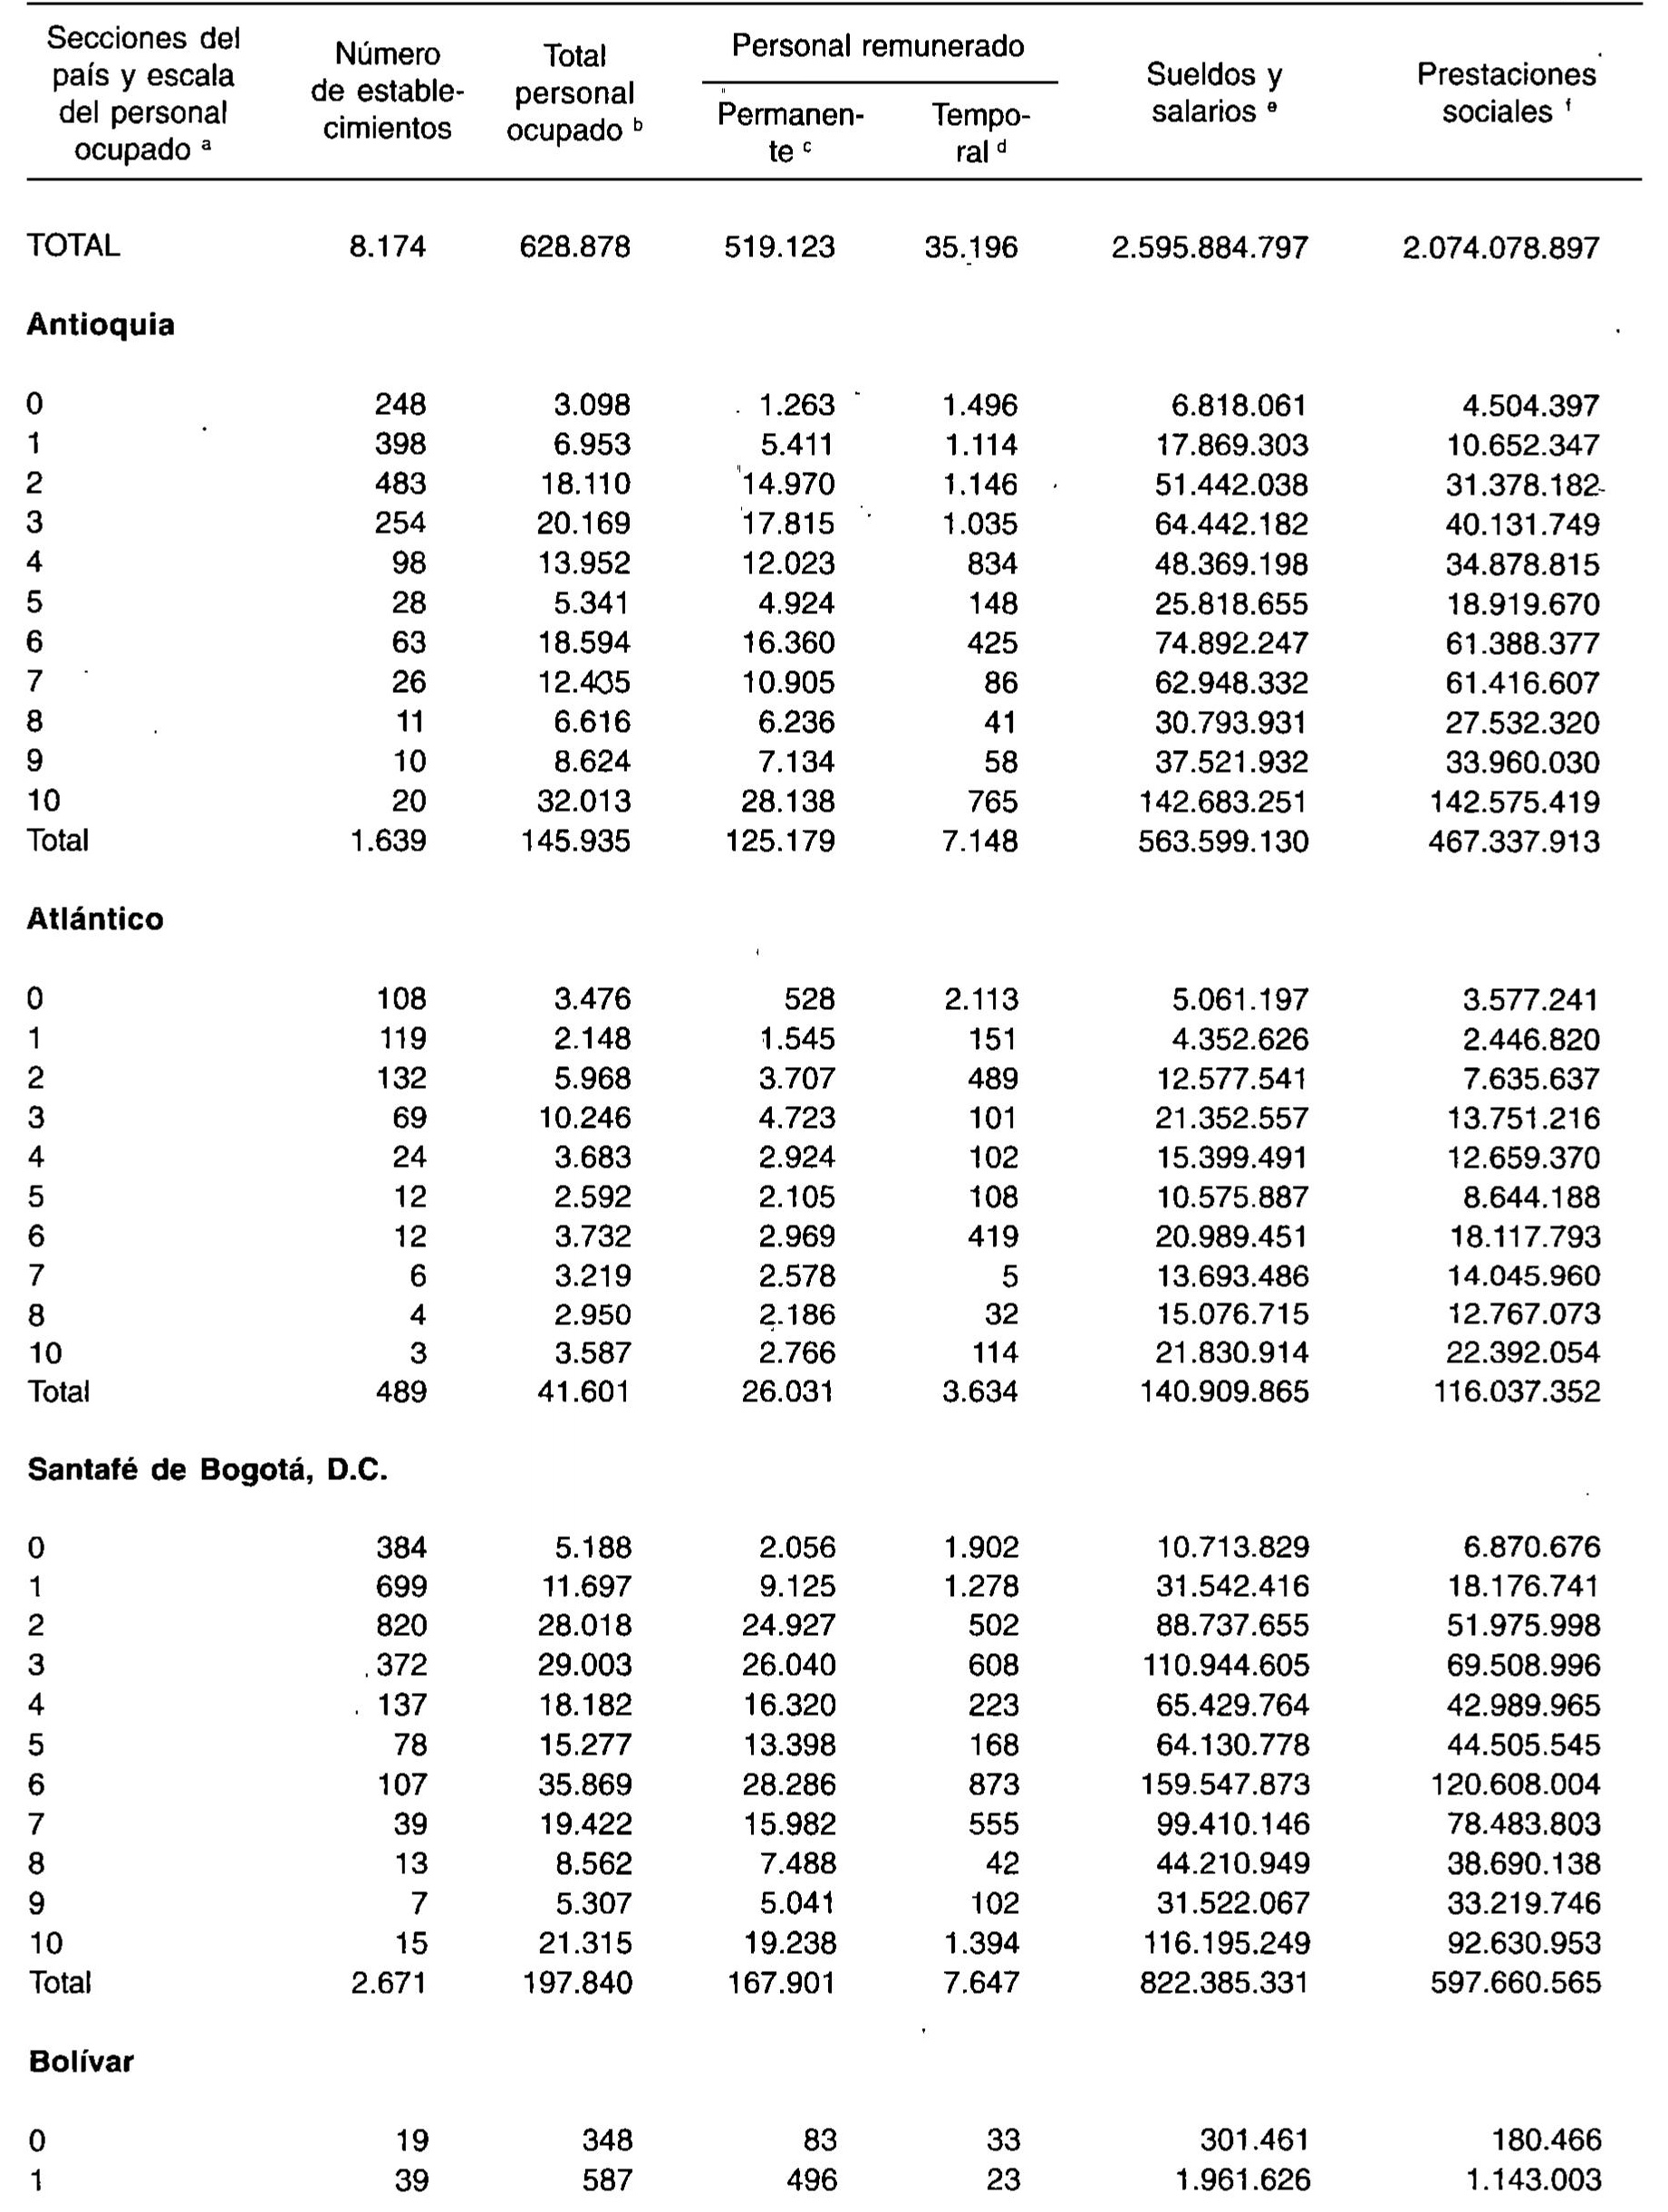 Secciones del país y escala del personal ocupado a | Número de estable-cimientos | Total personal ocupado b | Personal remunerado Permanen-te c | Personal remunerado Tempo-ral d | Sueldos y salarios e | Prestaciones sociales f
TOTAL 8.174 628.878 519.123 35.196 2.595.884.797 2.074.078.897
Antioquia
0 248 3.098 1.263 1.496 6.818.061 4.504.397
1 398 6.953 5.411 1.114 17.869.303 10.652.347
2 483 18.110 14.970 1.146 51.442.038 31.378.182
3 254 20.169 17.815 1.035 64.442.182 40.131.749
4 98 13.952 12.023 834 48.369.198 34.878.815
5 28 5.341 4.924 148 25.818.655 18.919.670
6 63 18.594 16.360 425 74.892.247 61.388.377
7 26 12.405 10.905 86 62.948.332 61.416.607
8 11 6.616 6.236 41 30.793.931 27.532.320
9 10 8.624 7.134 58 37.521.932 33.960.030
10 20 32.013 28.138 765 142.683.251 142.575.419
Total 1.639 145.935 125.179 7.148 563.599.130 467.337.913
Atlántico
0 108 3.476 528 2.113 5.061.197 3.577.241
1 119 2.148 1.545 151 4.352.626 2.446.820
2 132 5.968 3.707 489 12.577.541 7.635.637
3 69 10.246 4.723 101 21.352.557 13.751.216
4 24 3.683 2.924 102 15.399.491 12.659.370
5 12 2.592 2.105 108 10.575.887 8.644.188
6 12 3.732 2.969 419 20.989.451 18.117.793
7 6 3.219 2.578 5 13.693.486 14.045.960
8 4 2.950 2.186 32 15.076.715 12.767.073
10 3 3.587 2.766 114 21.830.914 22.392.054
Total 489 41.601 26.031 3.634 140.909.865 116.037.352
Santafé de Bogotá, D.C.
0 384 5.188 2.056 1.902 10.713.829 6.870.676
1 699 11.697 9.125 1.278 31.542.416 18.176.741
2 820 28.018 24.927 502 88.737.655 51.975.998
3 372 29.003 26.040 608 110.944.605 69.508.996
4 137 18.182 16.320 223 65.429.764 42.989.965
5 78 15.277 13.398 168 64.130.778 44.505.545
6 107 35.869 28.286 873 159.547.873 120.608.004
7 39 19.422 15.982 555 99.410.146 78.483.803
8 13 8.562 7.488 42 44.210.949 38.690.138
9 7 5.307 5.041 102 31.522.067 33.219.746
10 15 21.315 19.238 1.394 116.195.249 92.630.953
Total 2.671 197.840 167.901 7.647 822.385.331 597.660.565
Bolívar
0 19 348 83 33 301.461 180.466
1 39 587 496 23 1.961.626 1.143.003